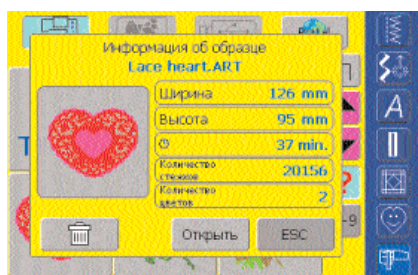 Информация об образце
Lace heart.ART
Ширина 126 mm
Высота 95 mm
37 min.
Количество стежков 20156
Количество цветов 2
Открыть ESC
-9
A
?